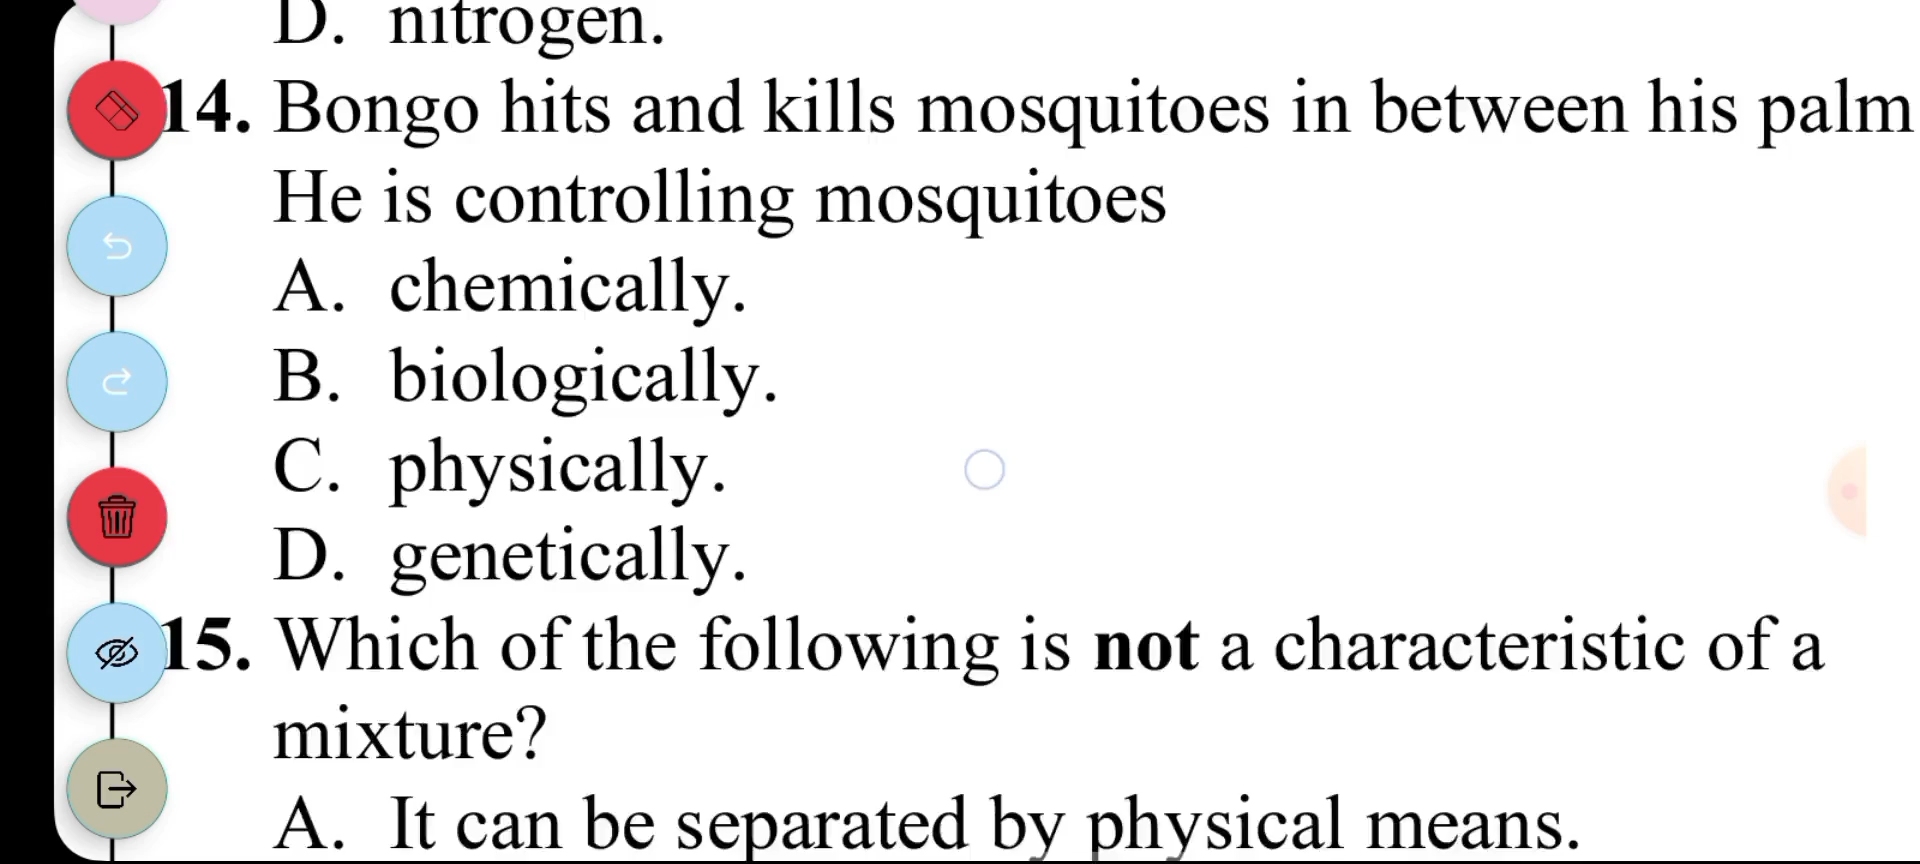 D. nitrogen.
14. Bongo hits and kills mosquitoes in between his palm
He is controlling mosquitoes
A. chemically.
B. biologically.
C. physically.
D. genetically.
15. Which of the following is not a characteristic of a
mixture?
A. It can be separated by physical means.